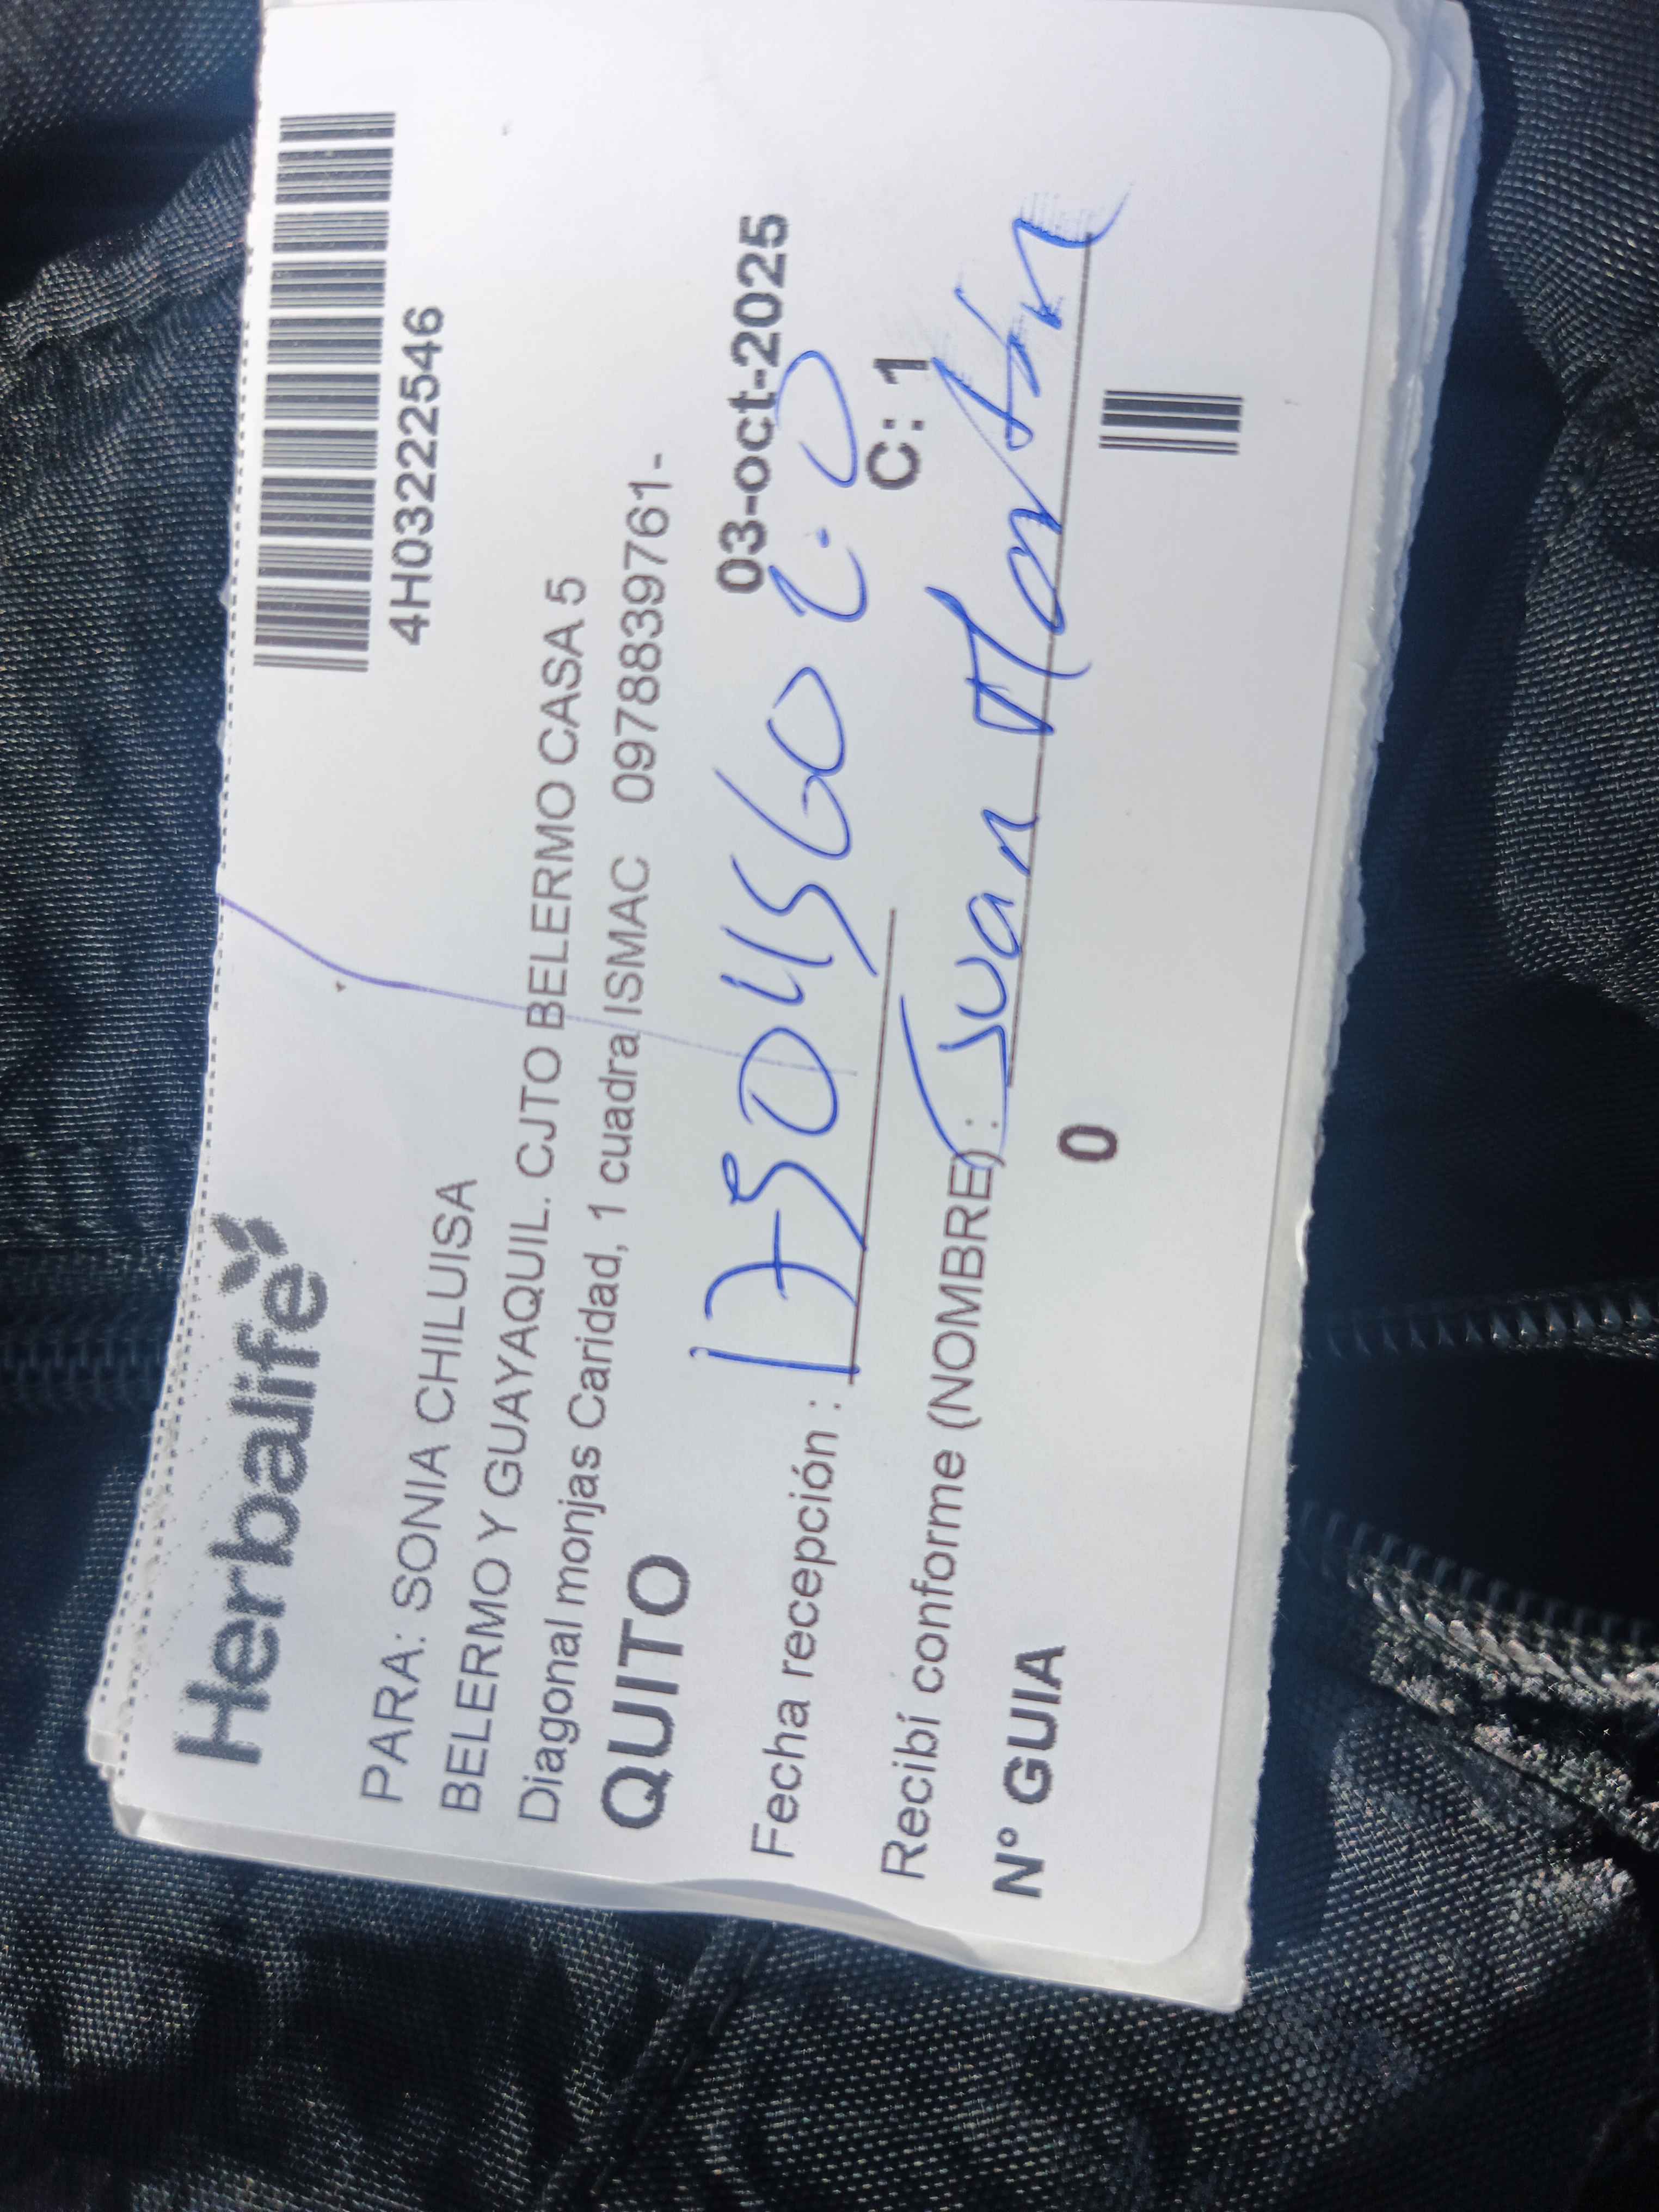 Herbalife
4H03222546
PARA: SONIA CHILUISA
BELERMO Y GUAYAQUIL. CJTO BELERMO CASA 5
Diagonal monjas Caridad, 1 cuadra ISMAC 0978839761-
QUITO
03-oct-2025
Fecha recepción :
C: 1
Recibí conforme (NOMBRE) : Juan
N° GUIA
0